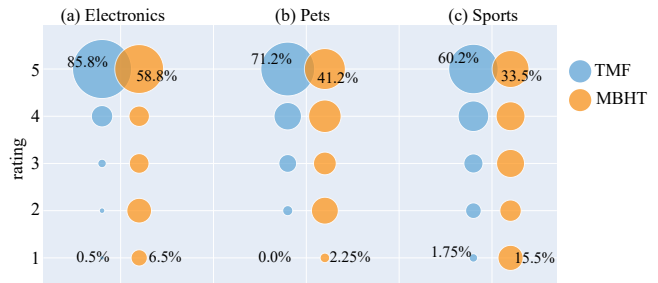 (a) Electronics (b) Pets (c) Sports
5 85.8% 58.8% 71.2% 41.2% 60.2% 33.5%
TMF
MBHT
4
3
rating
2
1 0.5% 6.5% 0.0% 2.25% 1.75% 15.5%